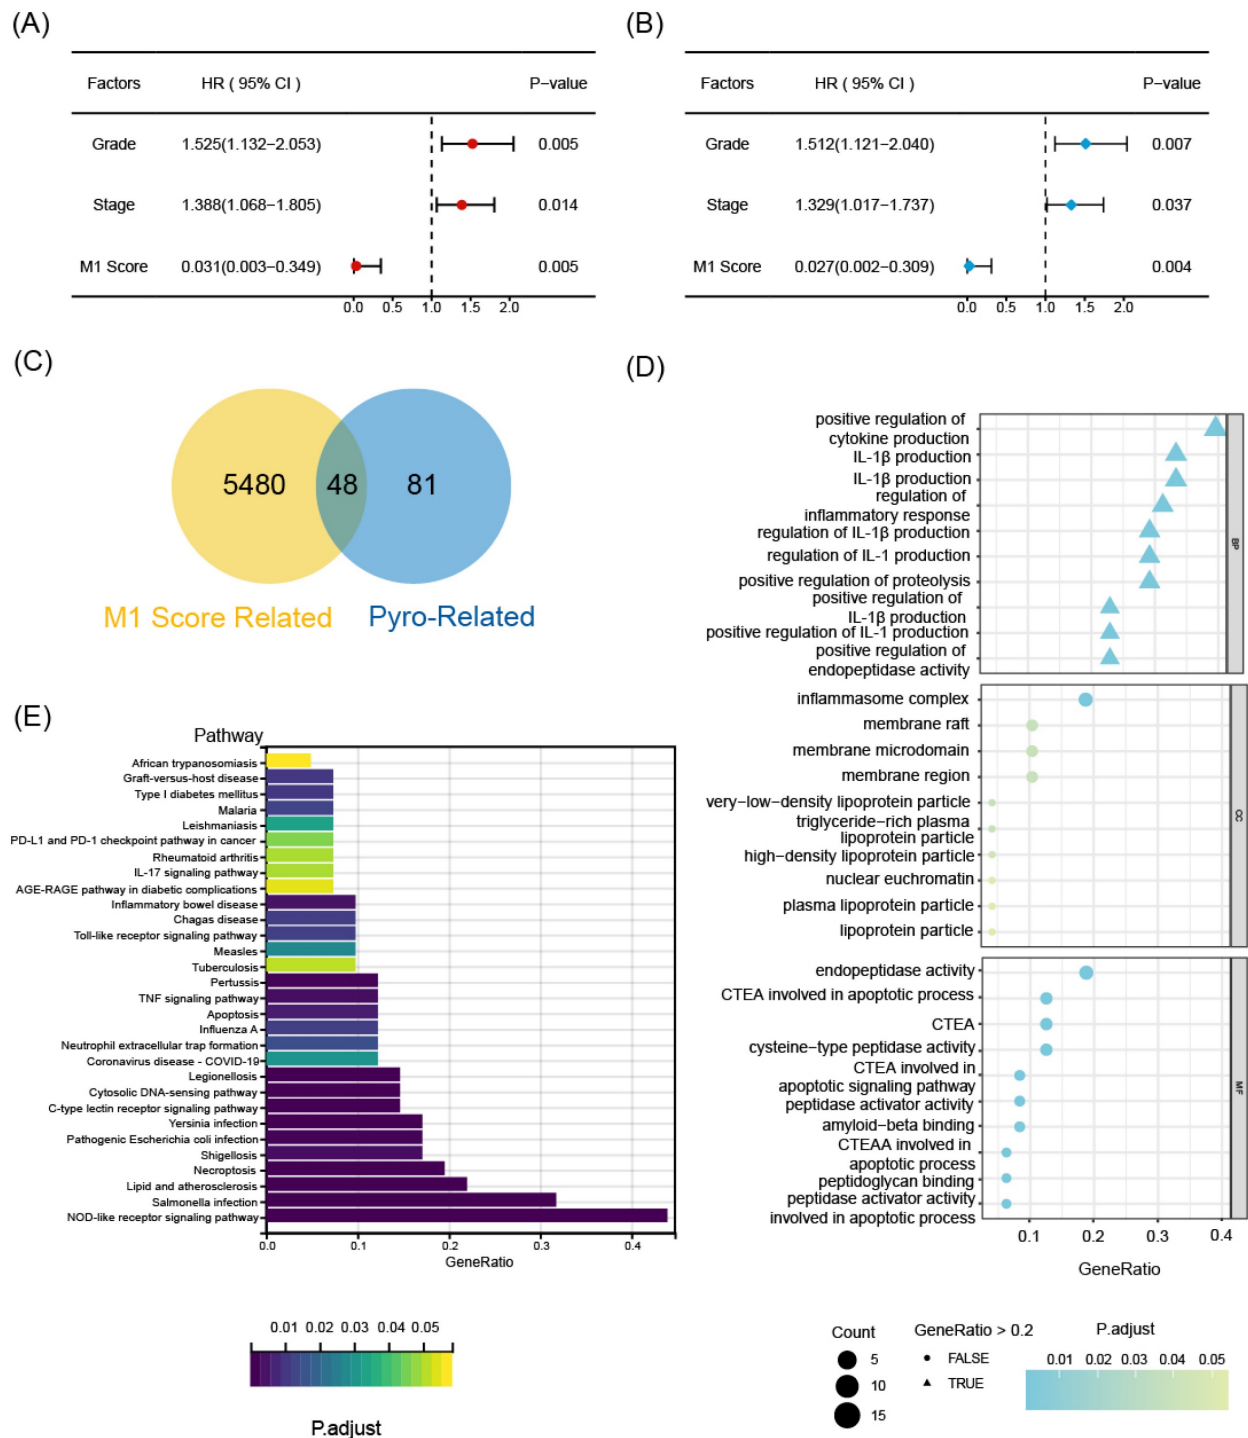 (A)
Factors HR ( 95% CI ) P−value
Grade 1.525(1.132−2.053) 0.005
Stage 1.388(1.068−1.805) 0.014
M1 Score 0.031(0.003−0.349) 0.005
0.0 0.5 1.0 1.5 2.0
(B)
Factors HR ( 95% CI ) P−value
Grade 1.512(1.121−2.040) 0.007
Stage 1.329(1.017−1.737) 0.037
M1 Score 0.027(0.002−0.309) 0.004
0.0 0.5 1.0 1.5 2.0
(C)
5480 48 81
M1 Score Related Pyro-Related
(D)
positive regulation of
cytokine production
IL−1β production
IL−1β production
regulation of
inflammatory response
regulation of IL−1β production
regulation of IL−1 production
positive regulation of proteolysis
positive regulation of
IL−1β production
positive regulation of IL−1 production
positive regulation of
endopeptidase activity
BP
inflammasome complex
membrane raft
membrane microdomain
membrane region
very−low−density lipoprotein particle
triglyceride−rich plasma
lipoprotein particle
high−density lipoprotein particle
nuclear euchromatin
plasma lipoprotein particle
lipoprotein particle
CC
endopeptidase activity
CTEA involved in apoptotic process
CTEA
cysteine−type peptidase activity
CTEA involved in
apoptotic signaling pathway
peptidase activator activity
amyloid−beta binding
CTEAA involved in
apoptotic process
peptidoglycan binding
peptidase activator activity
involved in apoptotic process
MF
0.1 0.2 0.3 0.4
GeneRatio
Count
5
10
15
GeneRatio > 0.2
FALSE
TRUE
P.adjust
0.01 0.02 0.03 0.04 0.05
(E)
Pathway
African trypanosomiasis
Graft-versus-host disease
Type I diabetes mellitus
Malaria
Leishmaniasis
PD-L1 and PD-1 checkpoint pathway in cancer
Rheumatoid arthritis
IL-17 signaling pathway
AGE-RAGE pathway in diabetic complications
Inflammatory bowel disease
Chagas disease
Toll-like receptor signaling pathway
Measles
Tuberculosis
Pertussis
TNF signaling pathway
Apoptosis
Influenza A
Neutrophil extracellular trap formation
Coronavirus disease - COVID-19
Legionellosis
Cytosolic DNA-sensing pathway
C-type lectin receptor signaling pathway
Yersinia infection
Pathogenic Escherichia coli infection
Shigellosis
Necroptosis
Lipid and atherosclerosis
Salmonella infection
NOD-like receptor signaling pathway
0.0 0.1 0.2 0.3 0.4
GeneRatio
0.01 0.02 0.03 0.04 0.05
P.adjust